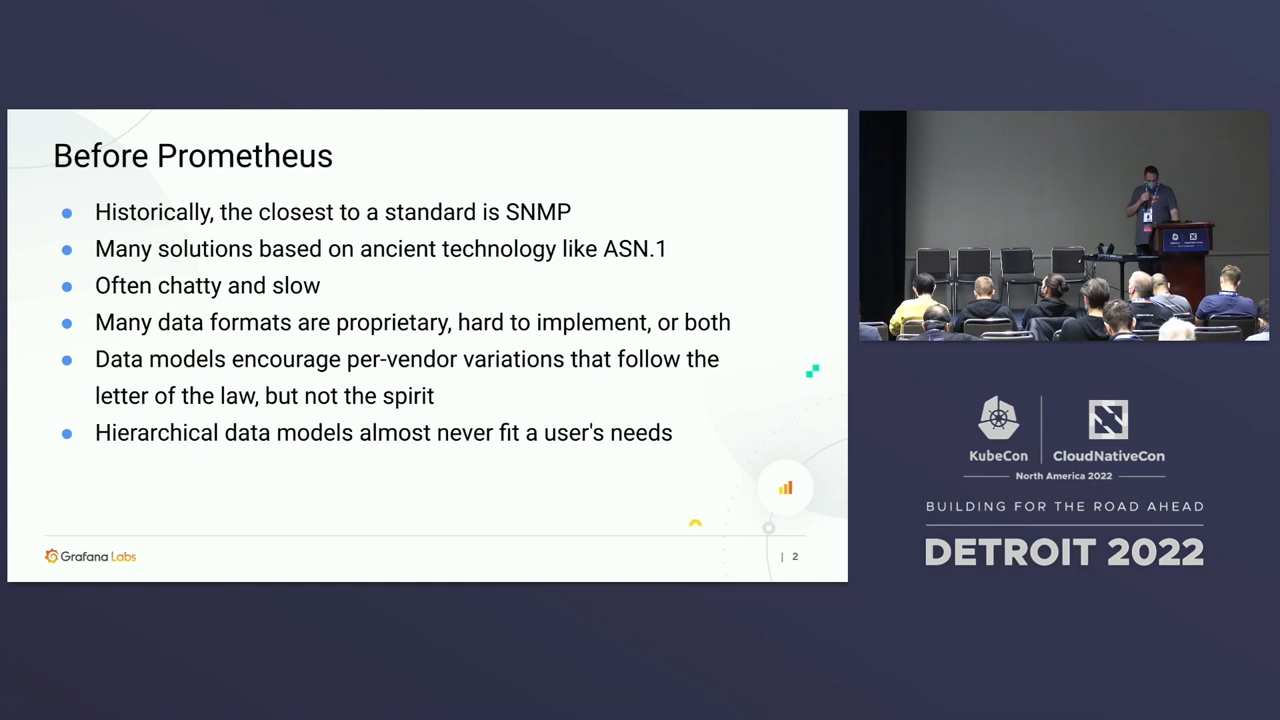 Before Prometheus
Historically, the closest to a standard is SNMP
Many solutions based on ancient technology like ASN.1
Often chatty and slow
Many data formats are proprietary, hard to implement, or both
Data models encourage per-vendor variations that follow the
letter of the law, but not the spirit
Hierarchical data models almost never fit a user's needs
Grafana Labs
| 2
KubeCon
CloudNativeCon
North America 2022
BUILDING FOR THE ROAD AHEAD
DETROIT 2022